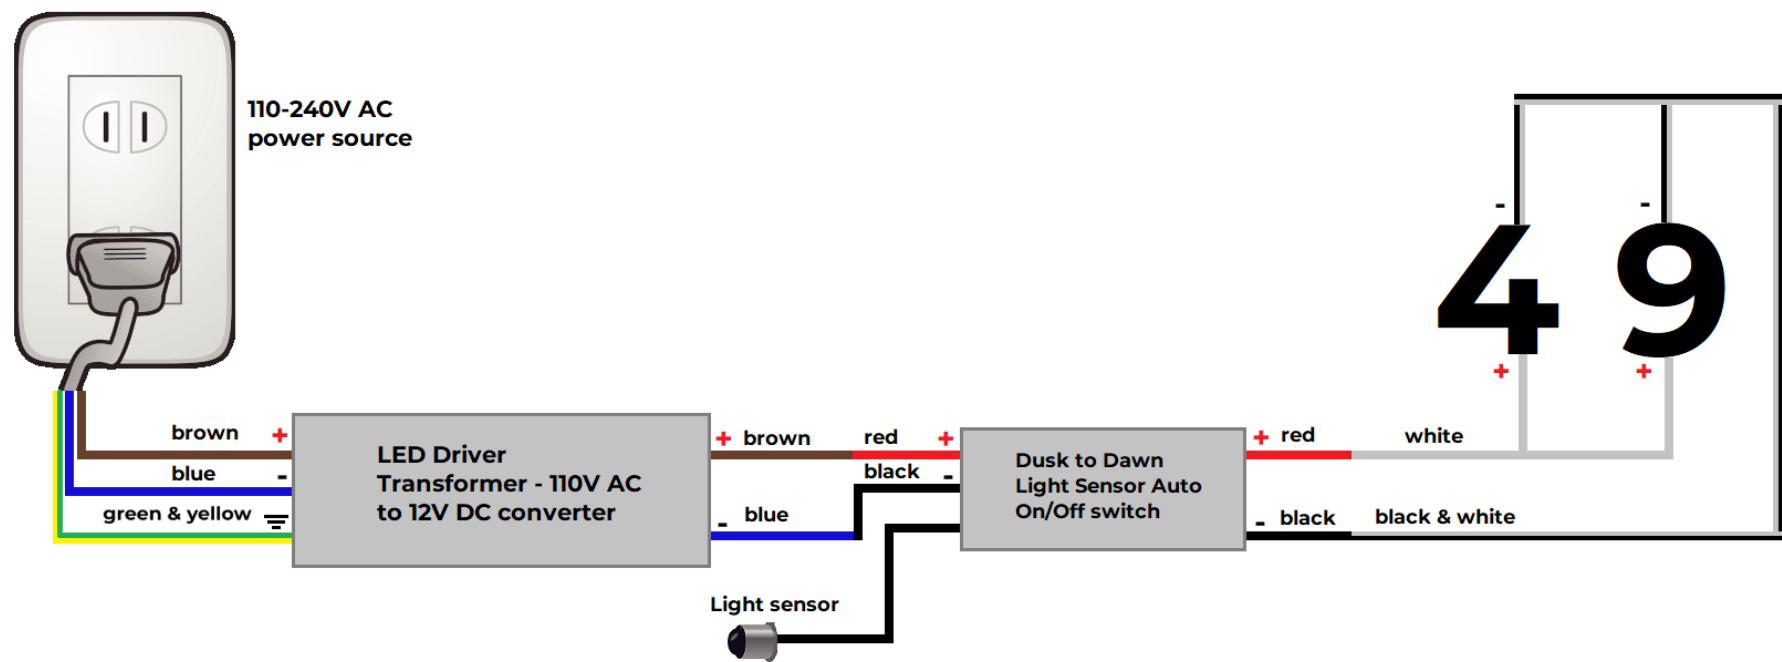 110-240V AC
power source
brown +
blue -
green & yellow
LED Driver
Transformer - 110V AC
to 12V DC converter
+ brown
red +
black -
- blue
Light sensor
Dusk to Dawn
Light Sensor Auto
On/Off switch
+ red
white
- black
black & white
- -
4 9
+ +